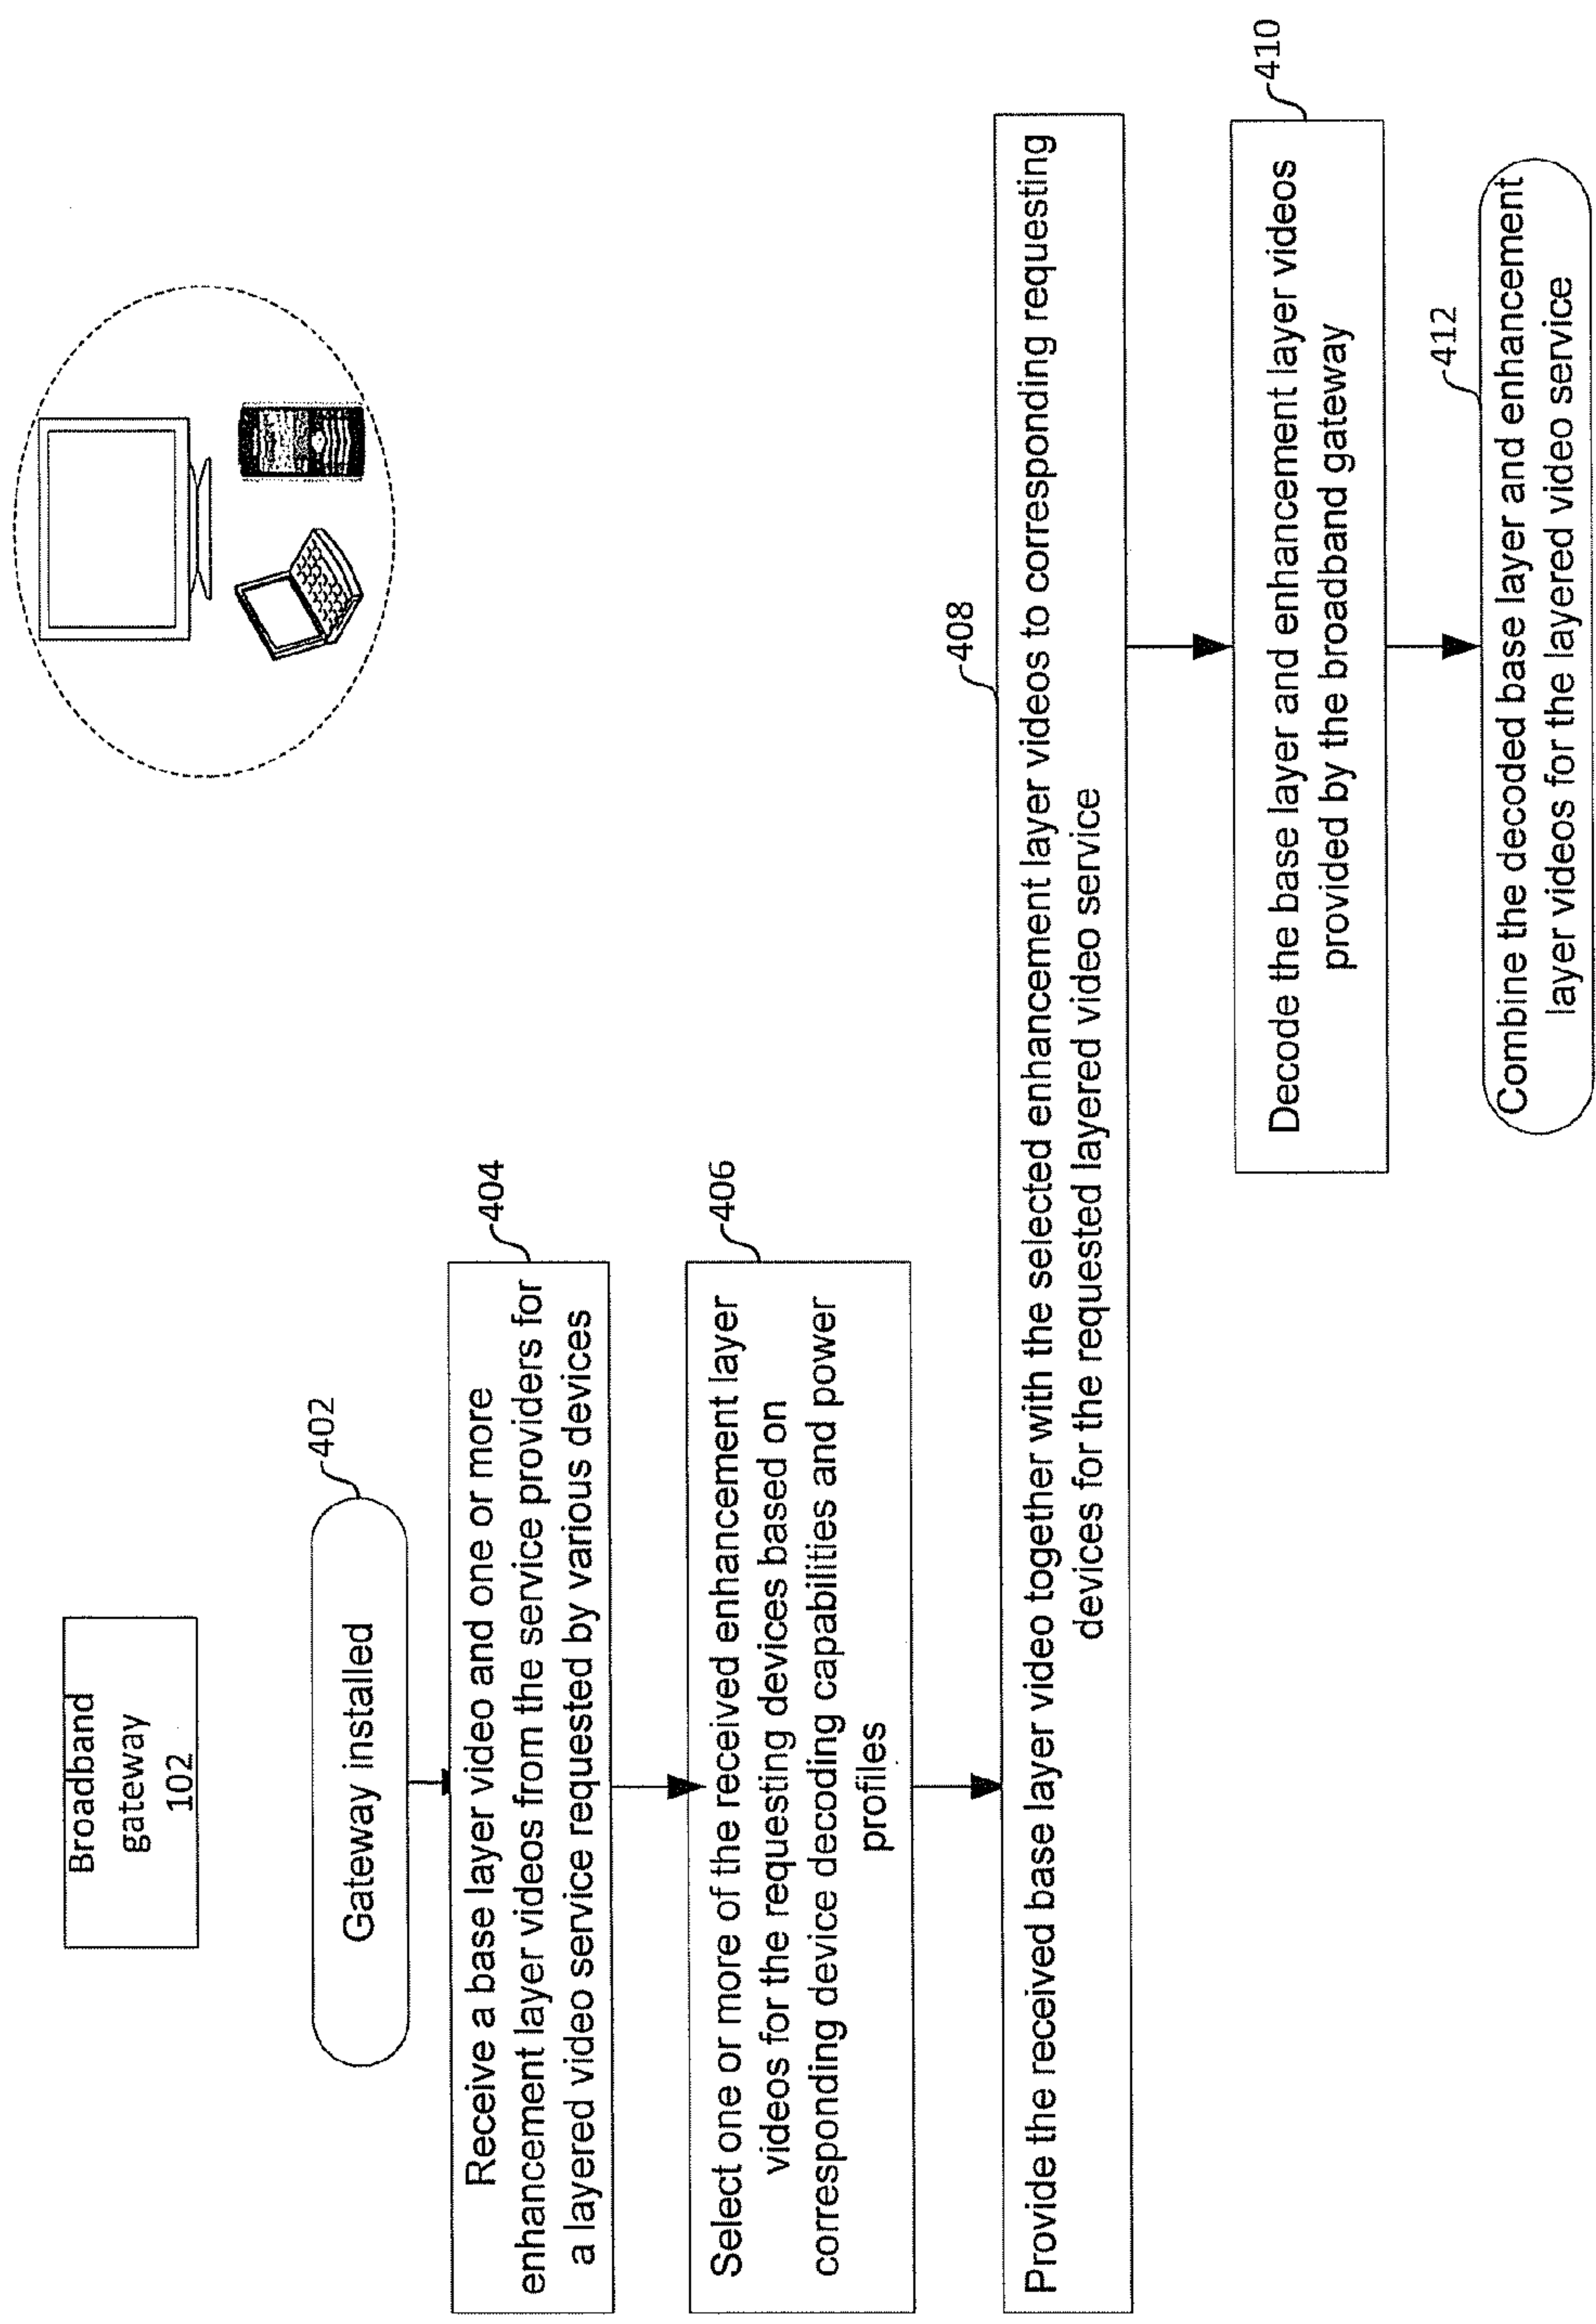 Broadband
gateway
102
402
Gateway installed
404
Receive a base layer video and one or more
enhancement layer videos from the service providers for
a layered video service requested by various devices
406
Select one or more of the received enhancement layer
videos for the requesting devices based on
corresponding device decoding capabilities and power
profiles
408
Provide the received base layer video together with the selected enhancement layer videos to corresponding requesting
devices for the requested layered video service
410
Decode the base layer and enhancement layer videos
provided by the broadband gateway
412
Combine the decoded base layer and enhancement
layer videos for the layered video service